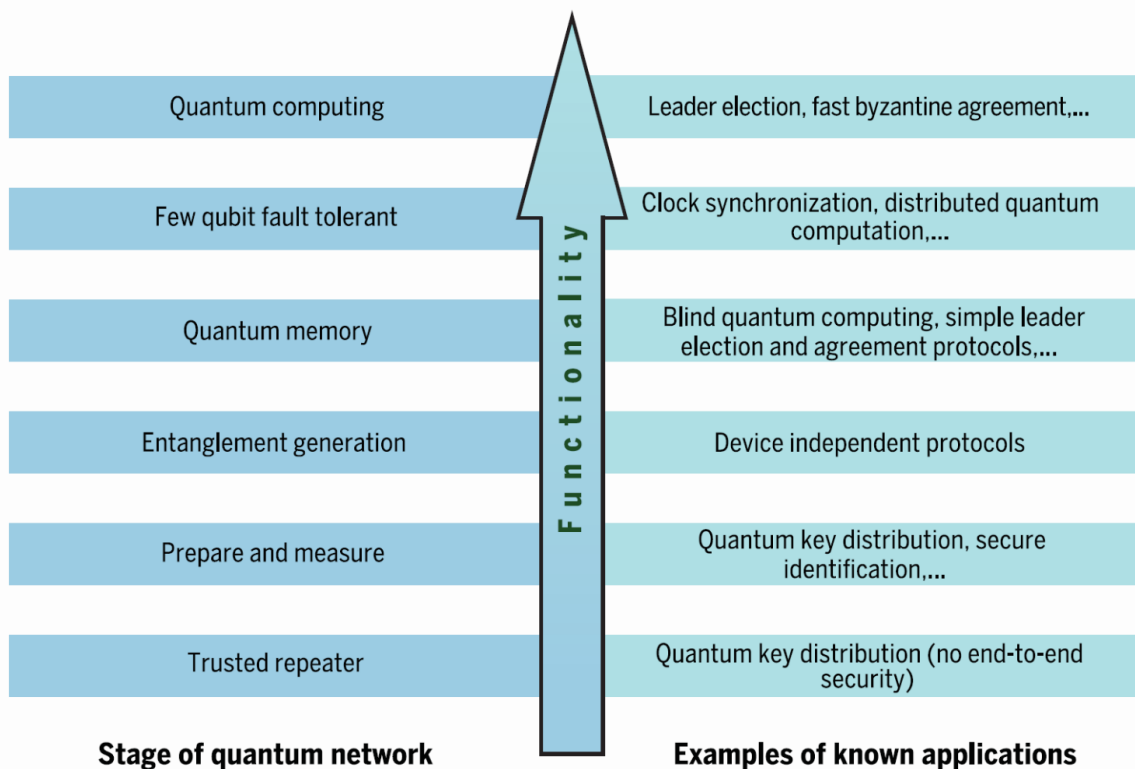 Quantum computing
Leader election, fast byzantine agreement,...
Few qubit fault tolerant
Clock synchronization, distributed quantum
computation,...
Quantum memory
Blind quantum computing, simple leader
election and agreement protocols,...
Entanglement generation
Device independent protocols
Prepare and measure
Quantum key distribution, secure
identification,...
Trusted repeater
Quantum key distribution (no end-to-end
security)
Functionality
Stage of quantum network
Examples of known applications